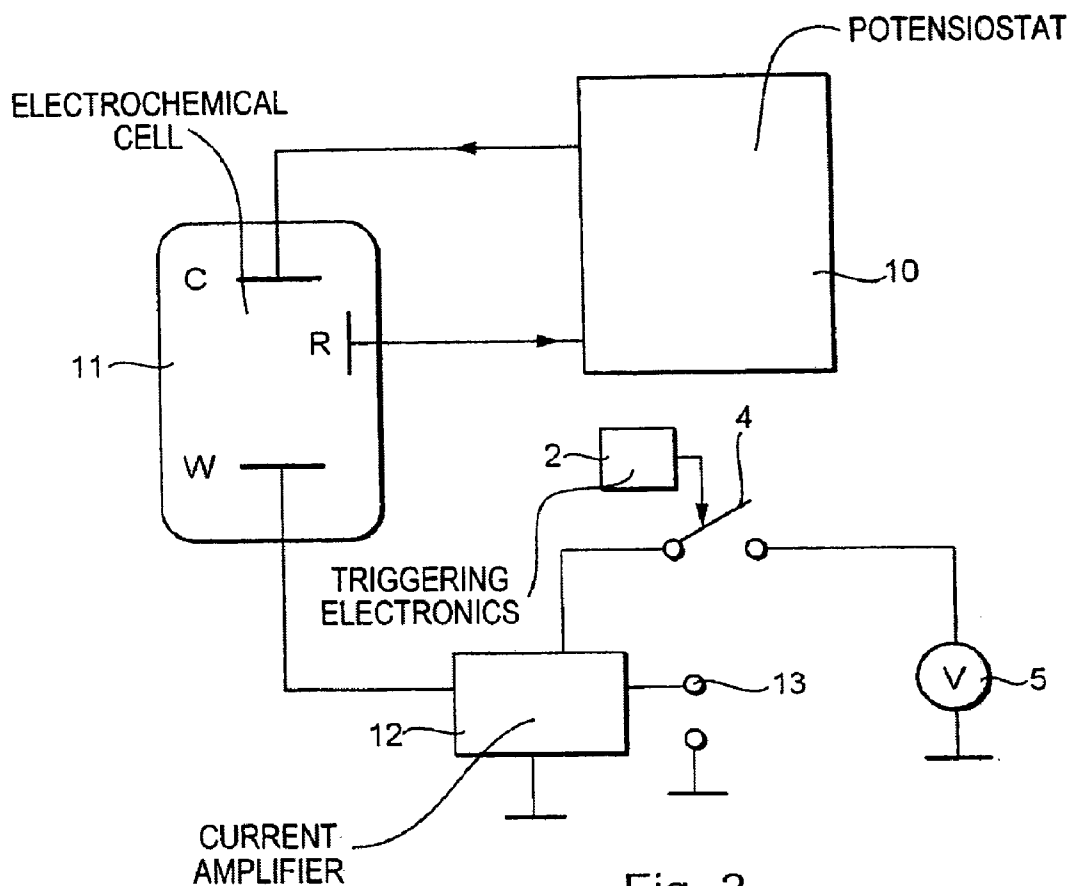 POTENSIOSTAT
ELECTROCHEMICAL
CELL
C
10
R
11
4
W
2
TRIGGERING
ELECTRONICS
V
5
13
12
CURRENT
AMPLIFIER